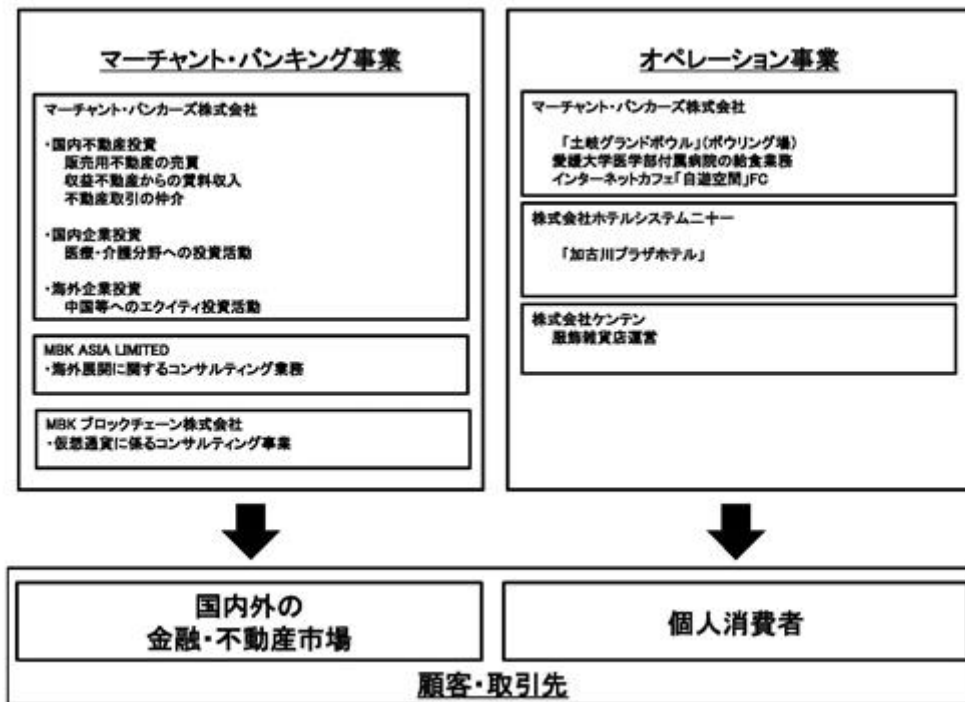 マーチャント・バンキング事業
マーチャント・バンカーズ株式会社
・国内不動産投資
販売用不動産の売買
収益不動産からの賃料収入
不動産取引の仲介
・国内企業投資
医療・介護分野への投資活動
・海外企業投資
中国等へのエクイティ投資活動
MBK ASIA LIMITED
・海外展開に関するコンサルティング業務
MBK ブロックチェーン株式会社
・仮想通貨に係るコンサルティング事業
オペレーション事業
マーチャント・バンカーズ株式会社
「土岐グランドボウル」(ボウリング場)
愛媛大学医学部付属病院の給食業務
インターネットカフェ「自遊空間」FC
株式会社ホテルシステム二十一
「加古川プラザホテル」
株式会社ケンテン
服飾雑貨店運営
国内外の
金融・不動産市場
個人消費者
顧客・取引先